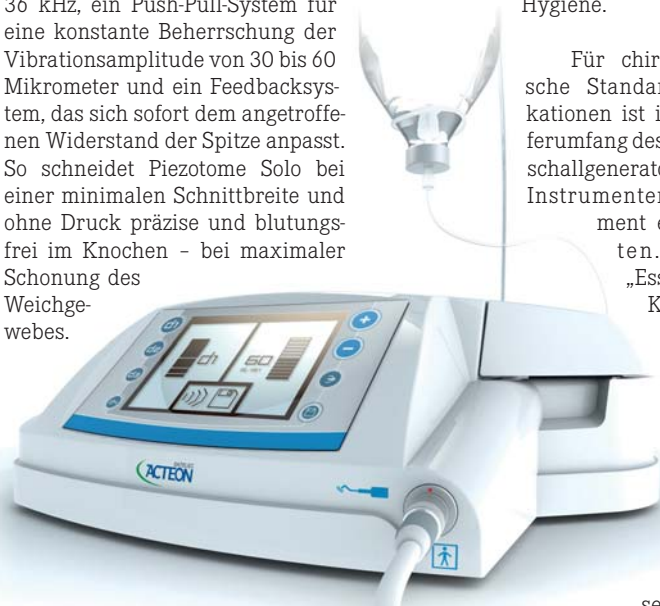 36 kHz, ein Push-Pull-System für
eine konstante Beherrschung der
Vibrationsamplitude von 30 bis 60
Mikrometer und ein Feedbacksys-
tem, das sich sofort dem angetroffe-
nen Widerstand der Spitze anpasst.
So schneidet Piezotome Solo bei
einer minimalen Schnittbreite und
ohne Druck präzise und blutungs-
frei im Knochen – bei maximaler
Schonung des
Weichge-
webes.
Hygiene.
Für chir
sche Standar
kationen ist i
ferumfang des
schallgenerato
Instrumenten
ment e
ten.
„Ess
K
se
ch
60
ACTEON